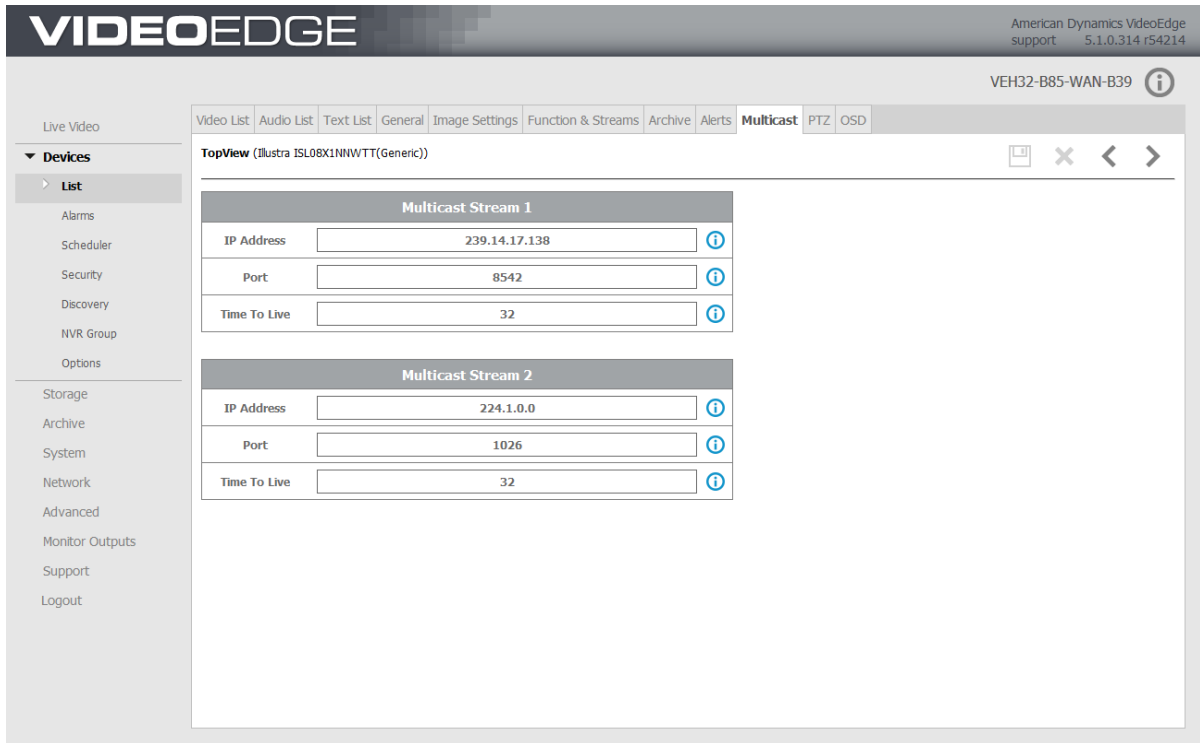 VIDEOEDGE
American Dynamics VideoEdge
support 5.1.0.314 r54214
VEH32-B85-WAN-B39
Live Video
Devices
List
Alarms
Scheduler
Security
Discovery
NVR Group
Options
Storage
Archive
System
Network
Advanced
Monitor Outputs
Support
Logout
Video List Audio List Text List General Image Settings Function & Streams Archive Alerts Multicast PTZ OSD
TopView (Illustra ISL08X1NNWTT(Generic))
Multicast Stream 1
IP Address 239.14.17.138
Port 8542
Time To Live 32
Multicast Stream 2
IP Address 224.1.0.0
Port 1026
Time To Live 32